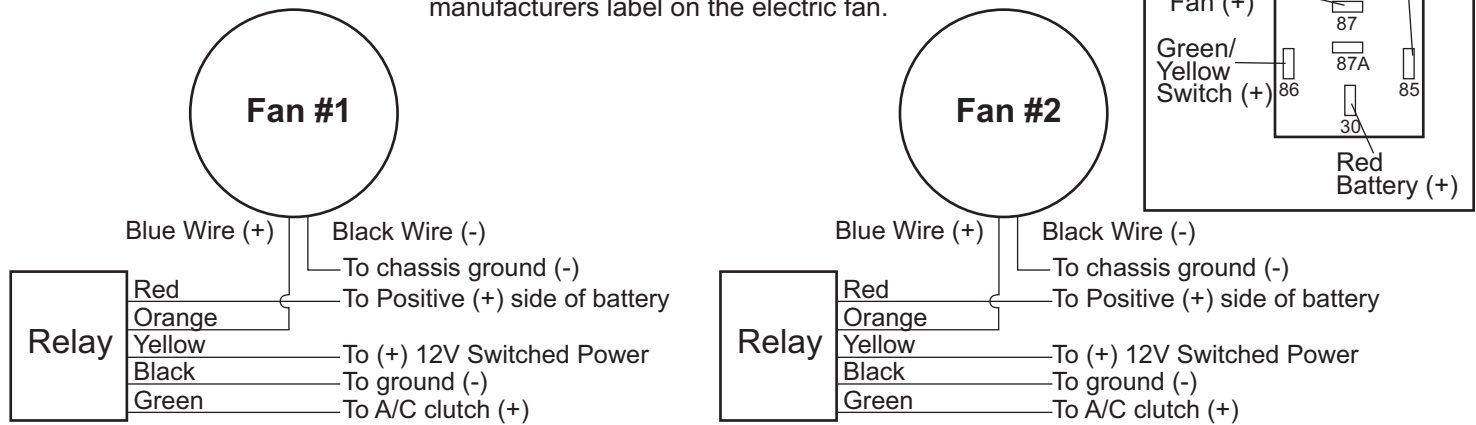 manufacturers label on the electric fan.
Fan (+)
87
Green/
Yellow
Switch (+)
87A
86
85
30
Red
Battery (+)
Fan #1
Blue Wire (+)
Black Wire (-)
To chassis ground (-)
Relay
Red
To Positive (+) side of battery
Orange
Yellow
To (+) 12V Switched Power
Black
To ground (-)
Green
To A/C clutch (+)
Fan #2
Blue Wire (+)
Black Wire (-)
To chassis ground (-)
Relay
Red
To Positive (+) side of battery
Orange
Yellow
To (+) 12V Switched Power
Black
To ground (-)
Green
To A/C clutch (+)